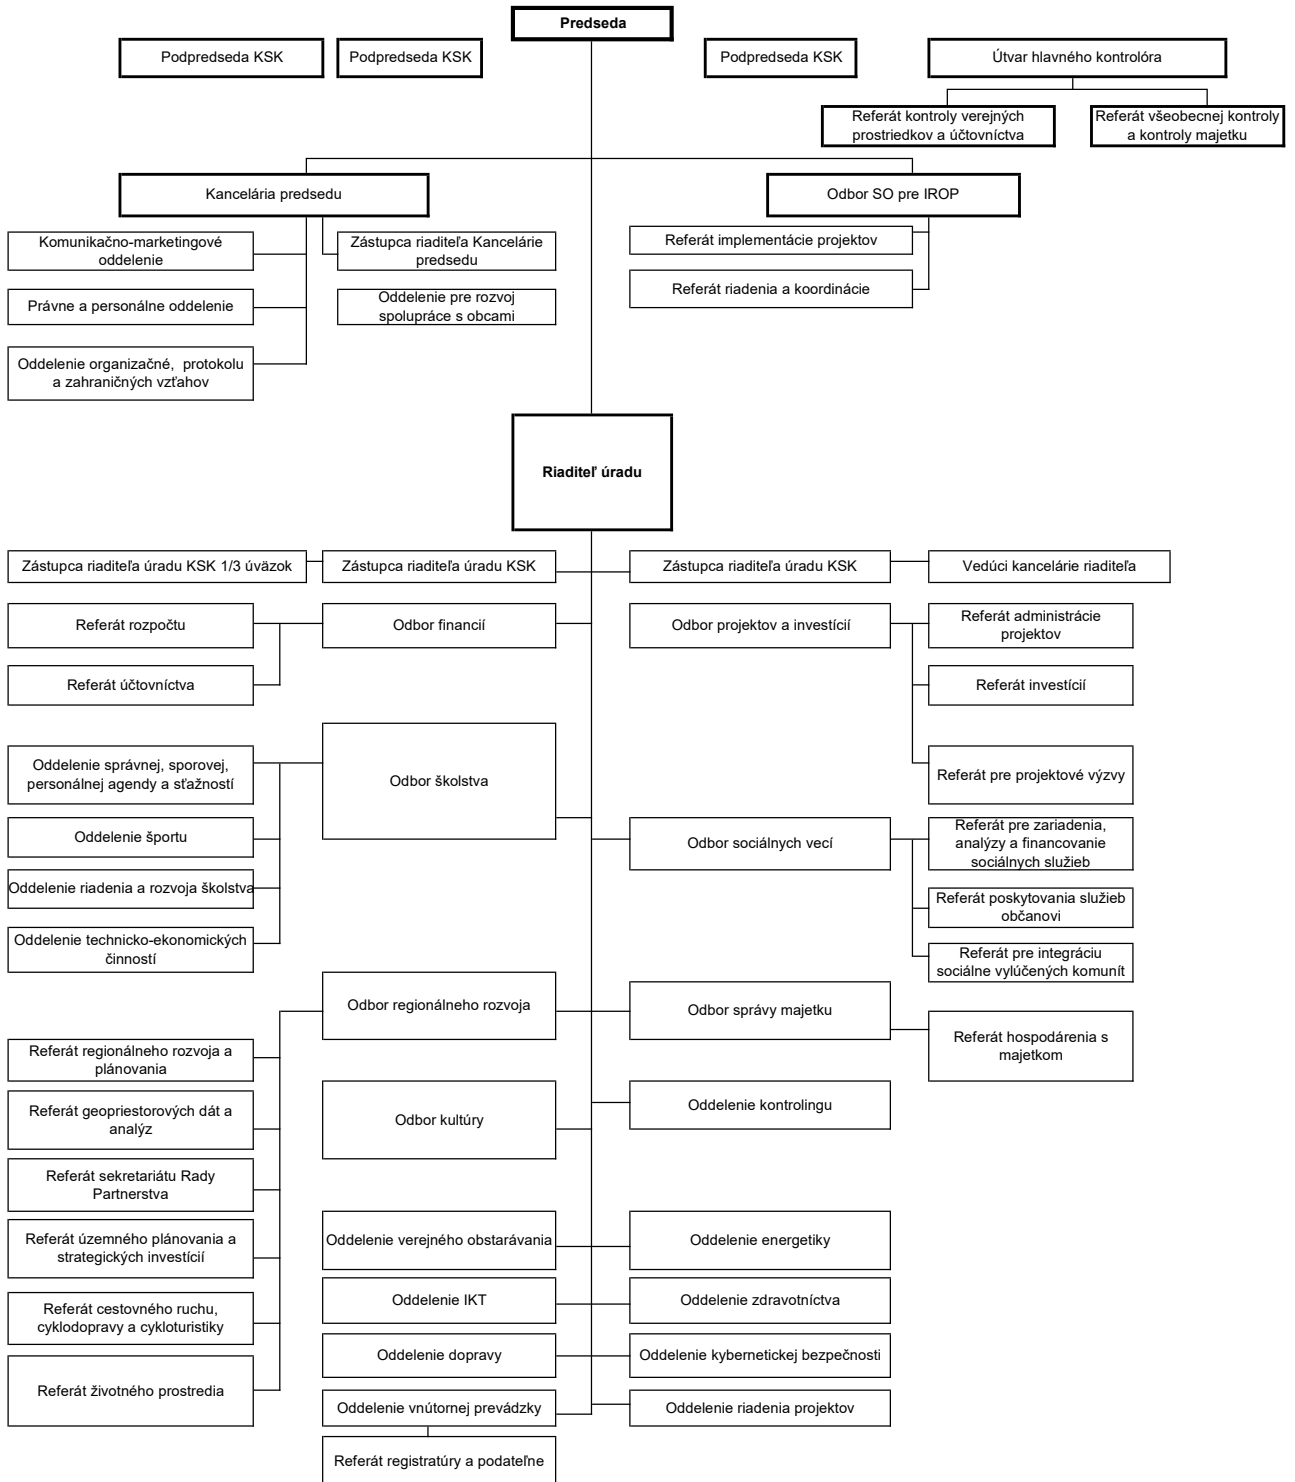 Predseda
Podpredseda KSK
Podpredseda KSK
Podpredseda KSK
Útvar hlavného kontrolóra
Referát kontroly verejných
prostriedkov a účtovníctva
Referát všeobecnej kontroly
a kontroly majetku
Kancelária predsedu
Odbor SO pre IROP
Komunikačno-marketingové
oddelenie
Zástupca riaditeľa Kancelárie
predsedu
Referát implementácie projektov
Právne a personálne oddelenie
Oddelenie pre rozvoj
spolupráce s obcami
Referát riadenia a koordinácie
Oddelenie organizačné, protokolu
a zahraničných vzťahov
Riaditeľ úradu
Zástupca riaditeľa úradu KSK 1/3 úväzok
Zástupca riaditeľa úradu KSK
Zástupca riaditeľa úradu KSK
Vedúci kancelárie riaditeľa
Referát rozpočtu
Odbor financií
Odbor projektov a investícií
Referát administrácie
projektov
Referát účtovníctva
Referát investícií
Oddelenie správnej, sporovej,
personálnej agendy a sťažností
Odbor školstva
Referát pre projektové výzvy
Oddelenie športu
Odbor sociálnych vecí
Referát pre zariadenia,
analýzy a financovanie
sociálnych služieb
Oddelenie riadenia a rozvoja školstva
Referát poskytovania služieb
občanovi
Oddelenie technicko-ekonomických
činností
Referát pre integráciu
sociálne vylúčených komunít
Odbor regionálneho rozvoja
Odbor správy majetku
Referát hospodárenia s
majetkom
Referát regionálneho rozvoja a
plánovania
Referát geopriestorových dát a
analýz
Odbor kultúry
Oddelenie kontrolingu
Referát sekretariátu Rady
Partnerstva
Referát územného plánovania a
strategických investícií
Oddelenie verejného obstarávania
Oddelenie energetiky
Referát cestovného ruchu,
cyklodopravy a cykloturistiky
Oddelenie IKT
Oddelenie zdravotníctva
Oddelenie dopravy
Oddelenie kybernetickej bezpečnosti
Referát životného prostredia
Oddelenie vnútornej prevádzky
Oddelenie riadenia projektov
Referát registratúry a podateľne